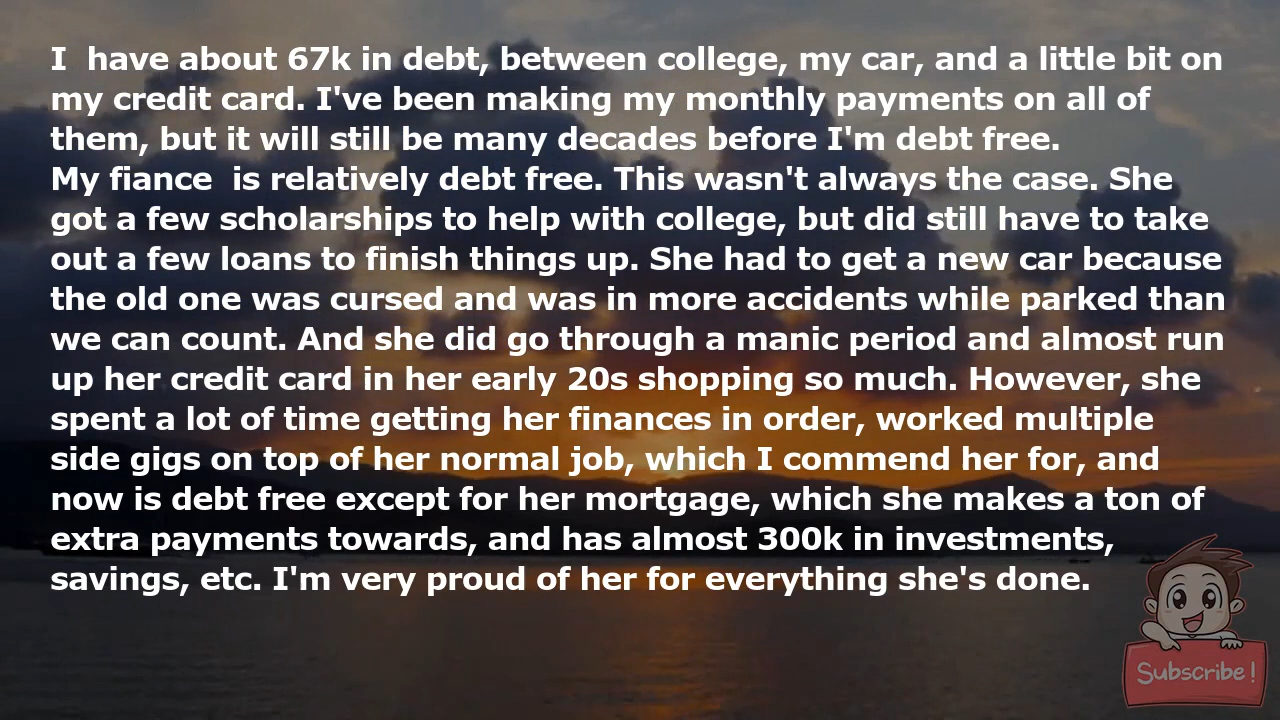 I  have about 67k in debt, between college, my car, and a little bit on
my credit card. I've been making my monthly payments on all of
them, but it will still be many decades before I'm debt free.
My fiance  is relatively debt free. This wasn't always the case. She
got a few scholarships to help with college, but did still have to take
out a few loans to finish things up. She had to get a new car because
the old one was cursed and was in more accidents while parked than
we can count. And she did go through a manic period and almost run
up her credit card in her early 20s shopping so much. However, she
spent a lot of time getting her finances in order, worked multiple
side gigs on top of her normal job, which I commend her for, and
now is debt free except for her mortgage, which she makes a ton of
extra payments towards, and has almost 300k in investments,
savings, etc. I'm very proud of her for everything she's done.
Subscribe!